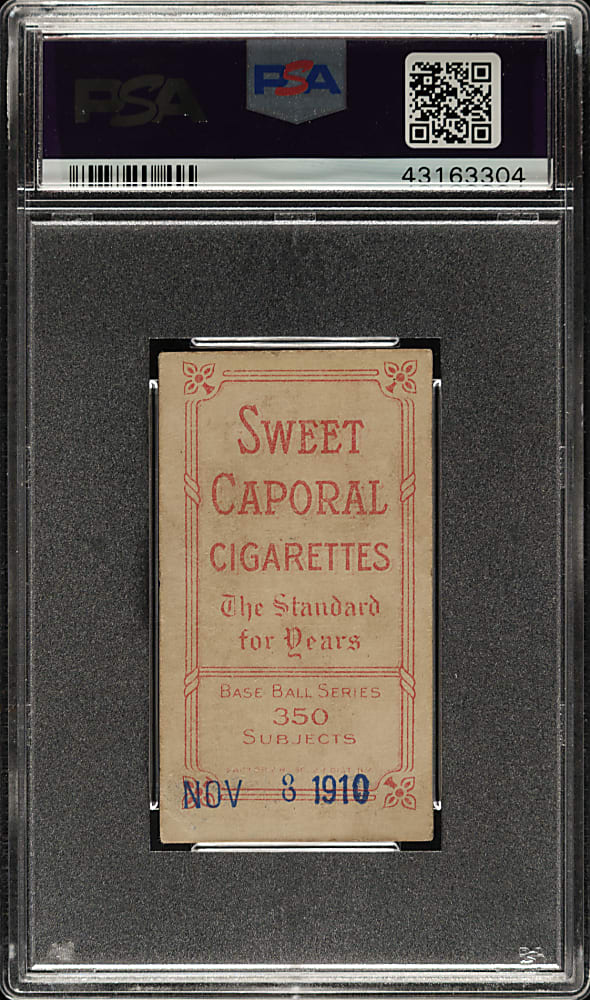 PSA
PSA
43163304
SWEET
CAPORAL
CIGARETTES
The Standard
for Years
BASE BALL SERIES
350
SUBJECTS
NOV 8 1910